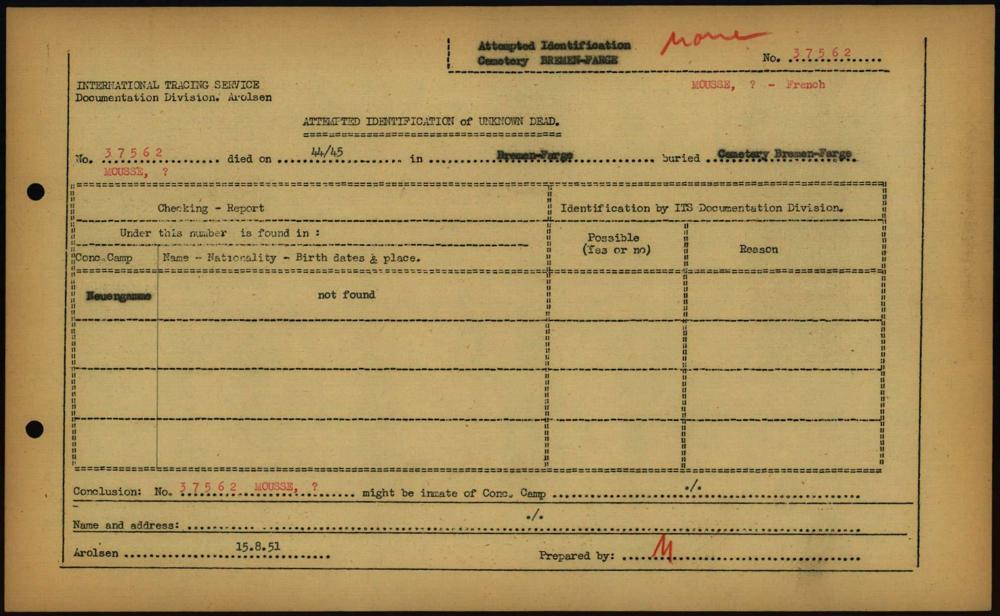 Attempted Identification
Cemetery BREMEN-FARGE
None
No. 37562
INTERNATIONAL TRACING SERVICE
MOUSSE, ? - French
Documentation Division. Arolsen
ATTEMPTED IDENTIFICATION of UNKNOWN DEAD.
No. 37562 died on 44/45 in Bremen-Farge buried Cemetery Bremen-Farge
MOUSSE, ?
Checking - Report
Identification by ITS Documentation Division.
Under this number is found in :
Possible
(Yes or no)
Reason
Conc.Camp
Name - Nationality - Birth dates & place.
Neuengamme
not found
Conclusion: No. 37562 MOUSSE, ? might be inmate of Conc. Camp ./.
Name and address: ./.
Arolsen 15.8.51
Prepared by: M